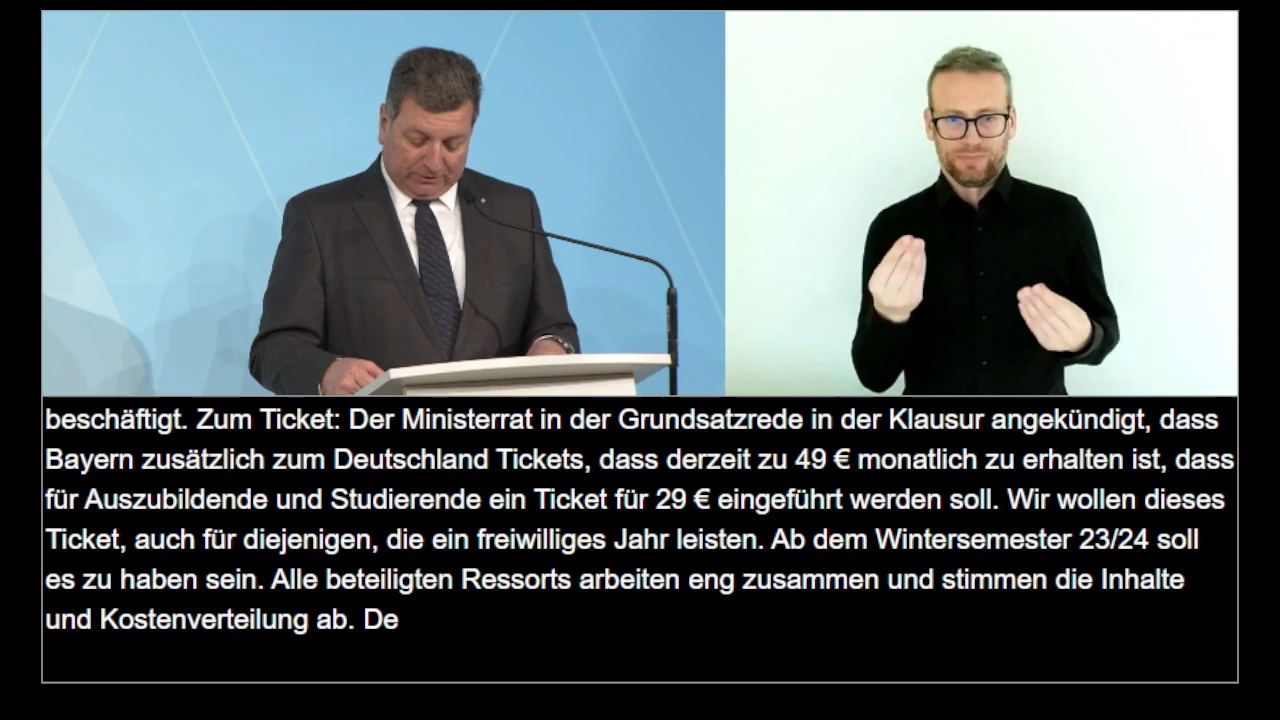 beschäftigt. Zum Ticket: Der Ministerrat in der Grundsatzrede in der Klausur angekündigt, dass
Bayern zusätzlich zum Deutschland Tickets, dass derzeit zu 49 € monatlich zu erhalten ist, dass
für Auszubildende und Studierende ein Ticket für 29 € eingeführt werden soll. Wir wollen dieses
Ticket, auch für diejenigen, die ein freiwilliges Jahr leisten. Ab dem Wintersemester 23/24 soll
es zu haben sein. Alle beteiligten Ressorts arbeiten eng zusammen und stimmen die Inhalte
und Kostenverteilung ab. De